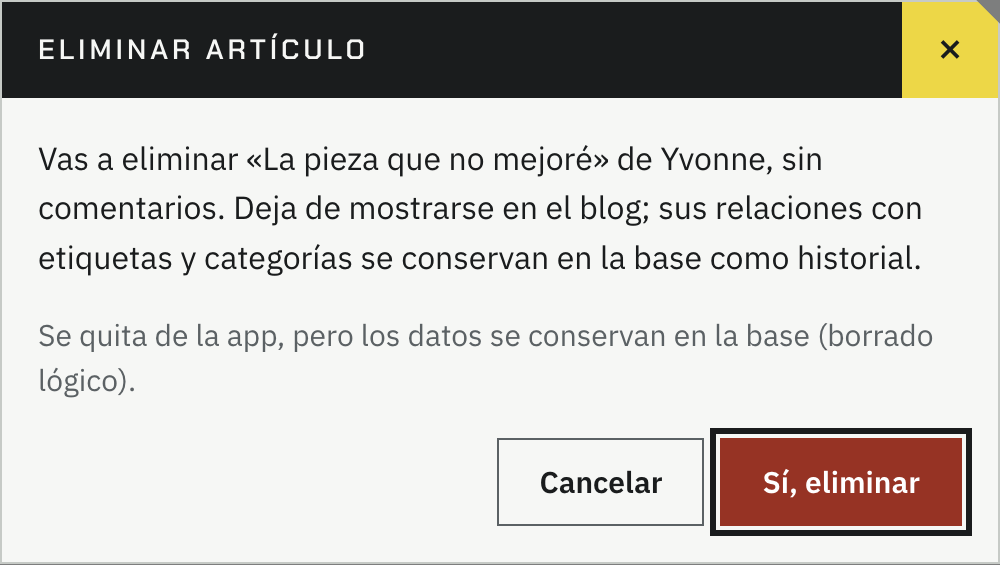 ELIMINAR ARTÍCULO
×
Vas a eliminar «La pieza que no mejoré» de Yvonne, sin
comentarios. Deja de mostrarse en el blog; sus relaciones con
etiquetas y categorías se conservan en la base como historial.
Se quita de la app, pero los datos se conservan en la base (borrado
lógico).
Cancelar
Sí, eliminar